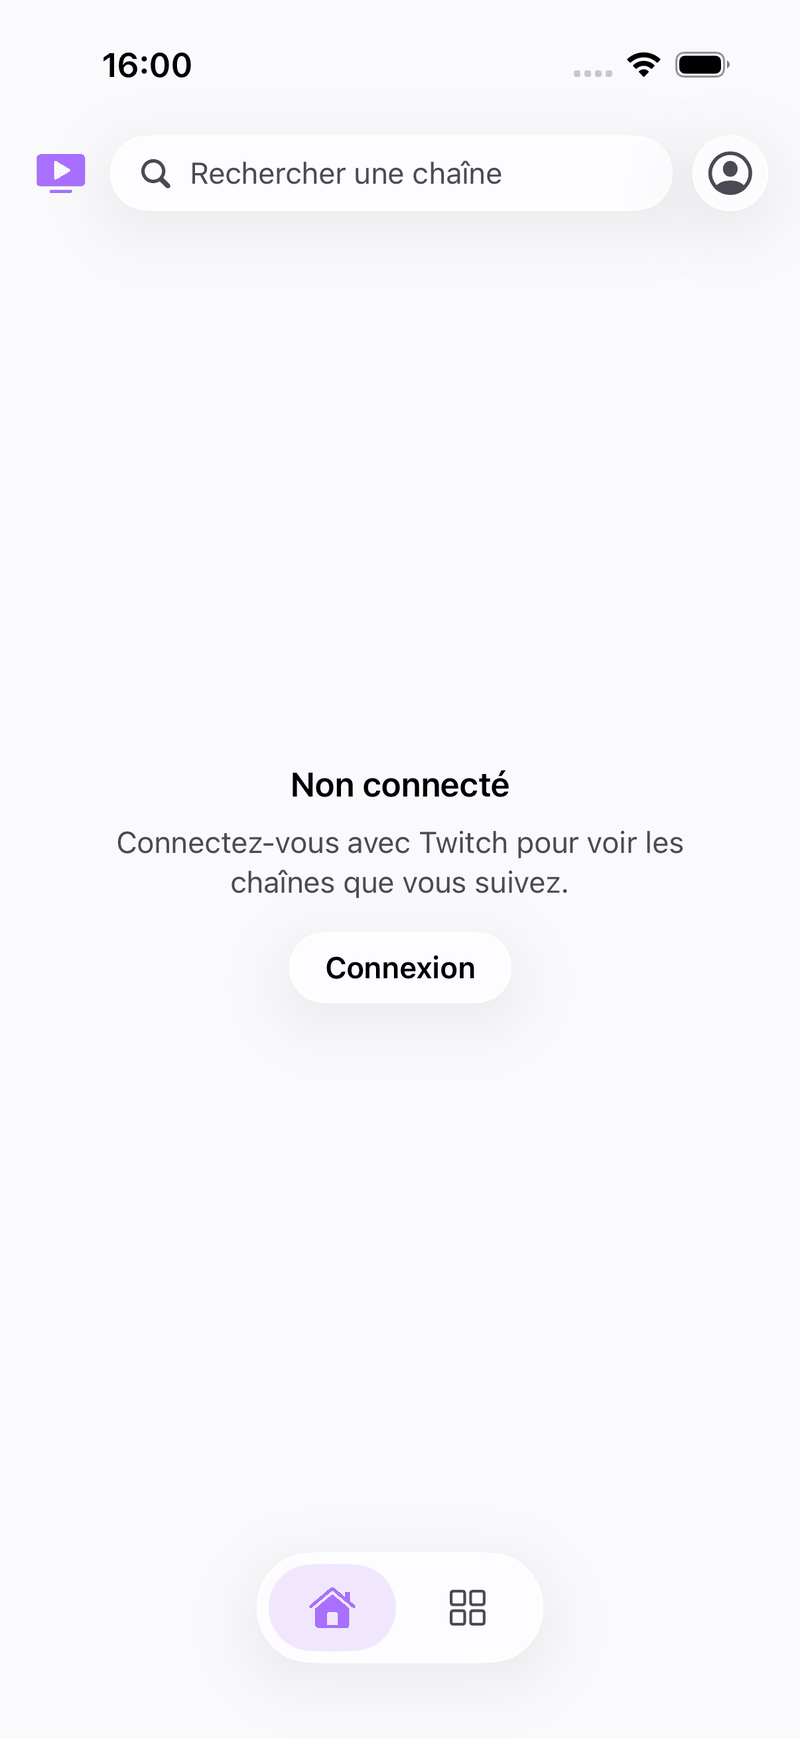 16:00
Rechercher une chaîne
Non connecté
Connectez-vous avec Twitch pour voir les
chaînes que vous suivez.
Connexion